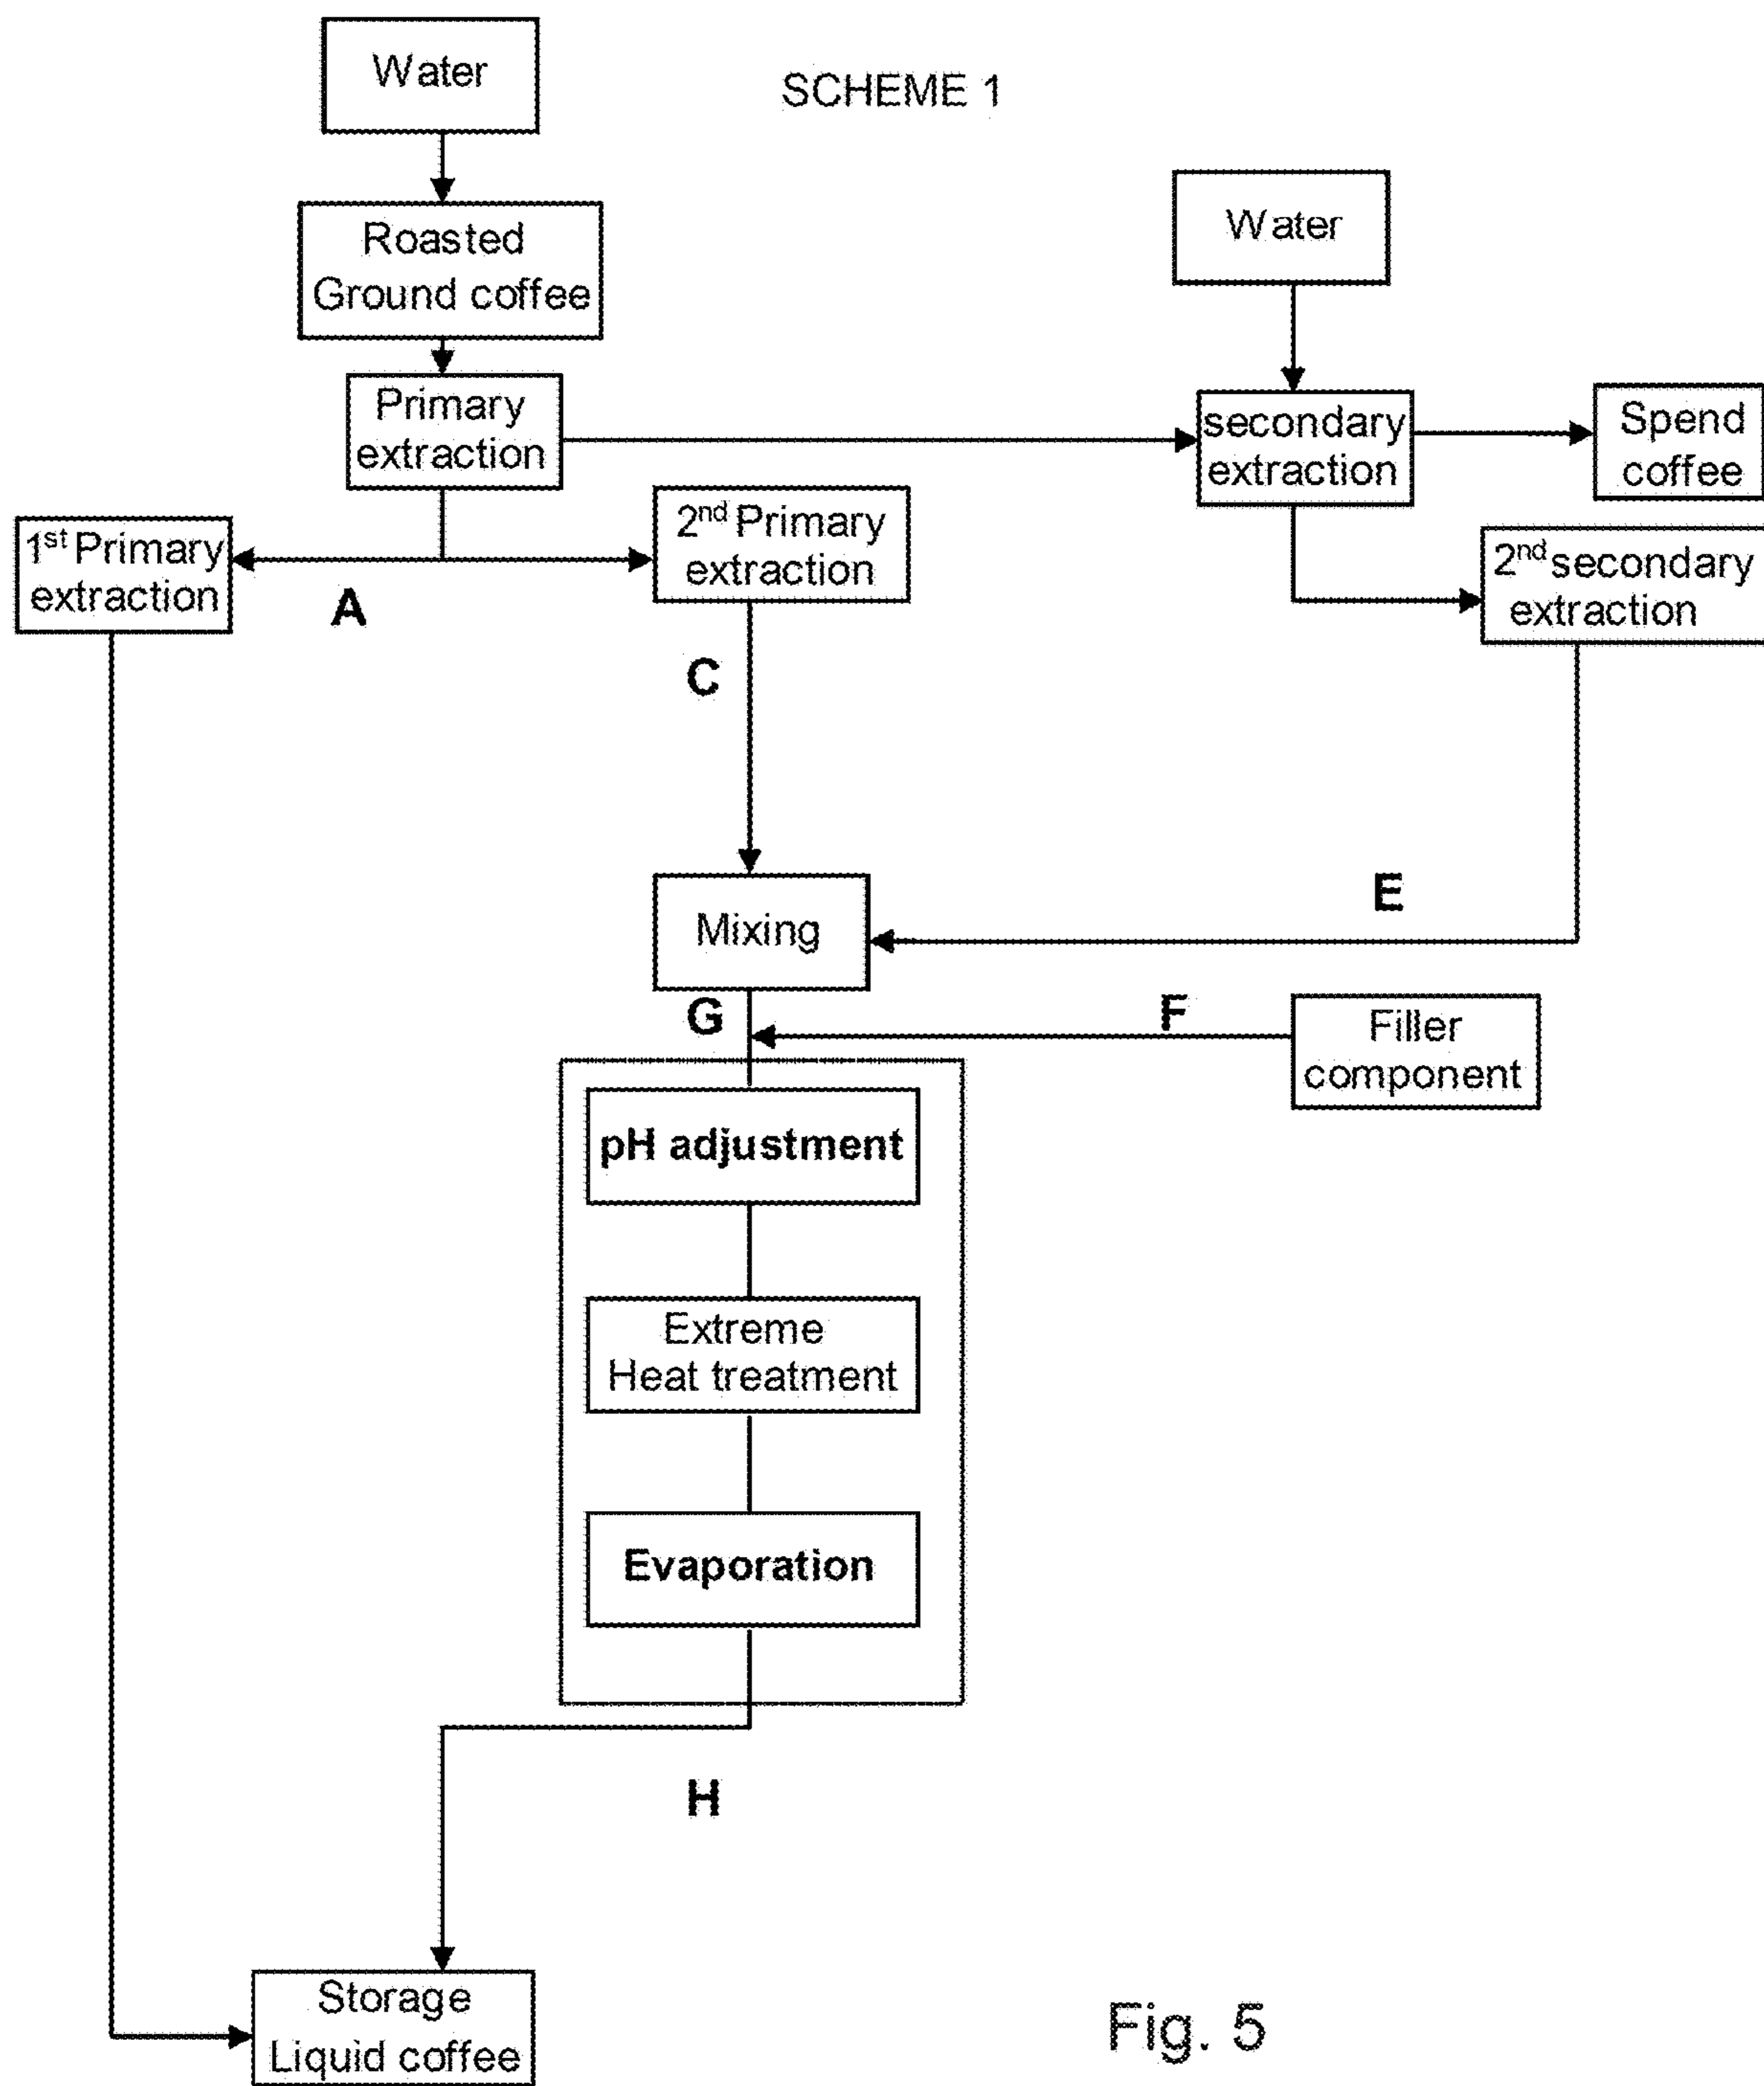 Water
SCHEME 1
Roasted
Ground coffee
Water
Primary
extraction
secondary
extraction
Spend
coffee
1st Primary
extraction
A
2nd Primary
extraction
2nd secondary
extraction
C
E
Mixing
G
F
Filler
component
pH adjustment
Extreme
Heat treatment
Evaporation
H
Storage
Liquid coffee
Fig. 5